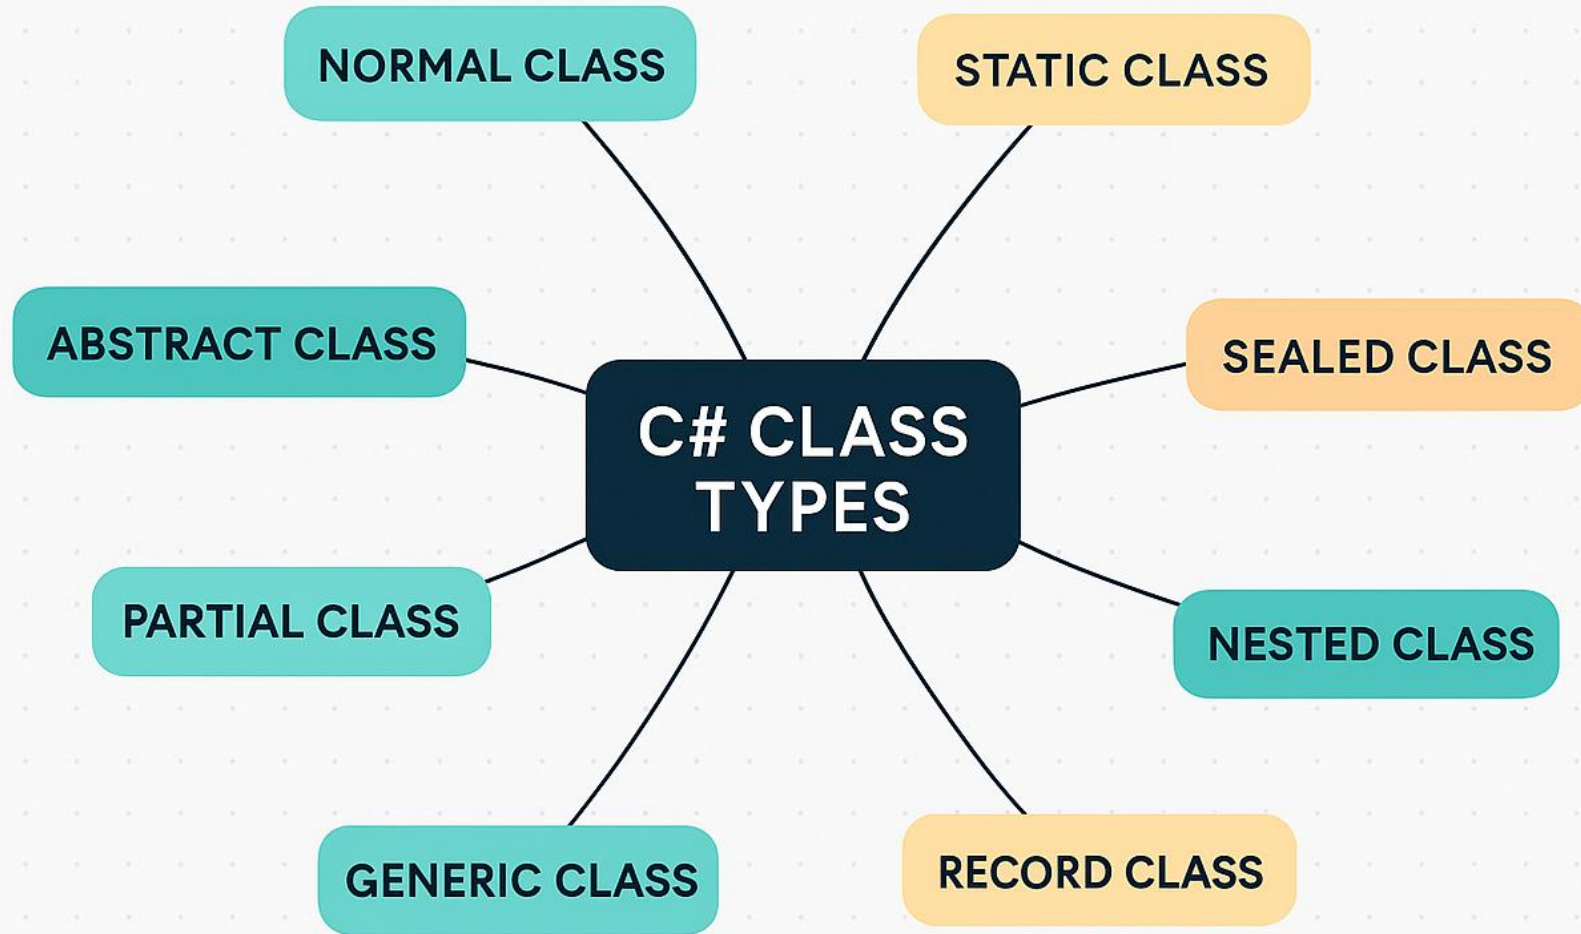 NORMAL CLASS
STATIC CLASS
ABSTRACT CLASS
SEALED CLASS
C# CLASS
TYPES
PARTIAL CLASS
NESTED CLASS
GENERIC CLASS
RECORD CLASS